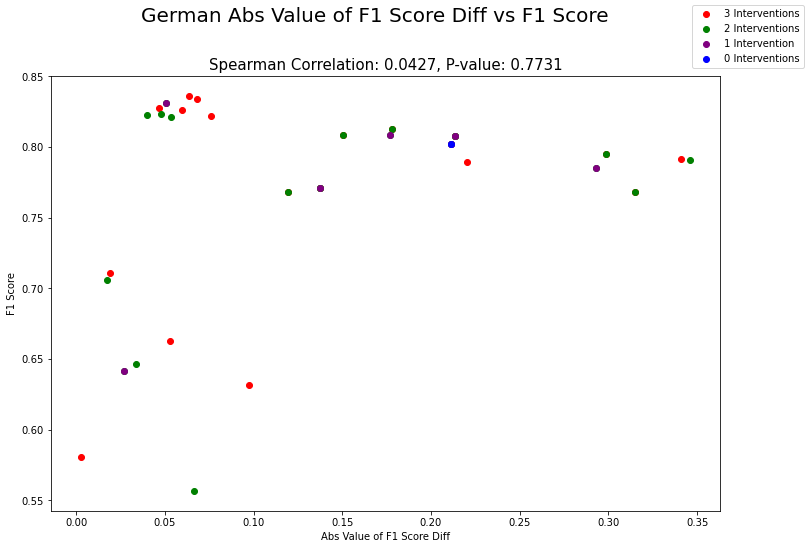 German Abs Value of F1 Score Diff vs F1 Score
3 Interventions
2 Interventions
1 Intervention
0 Interventions
Spearman Correlation: 0.0427, P-value: 0.7731
0.85
0.80
0.75
0.70
0.65
0.60
0.55
F1 Score
0.00 0.05 0.10 0.15 0.20 0.25 0.30 0.35
Abs Value of F1 Score Diff